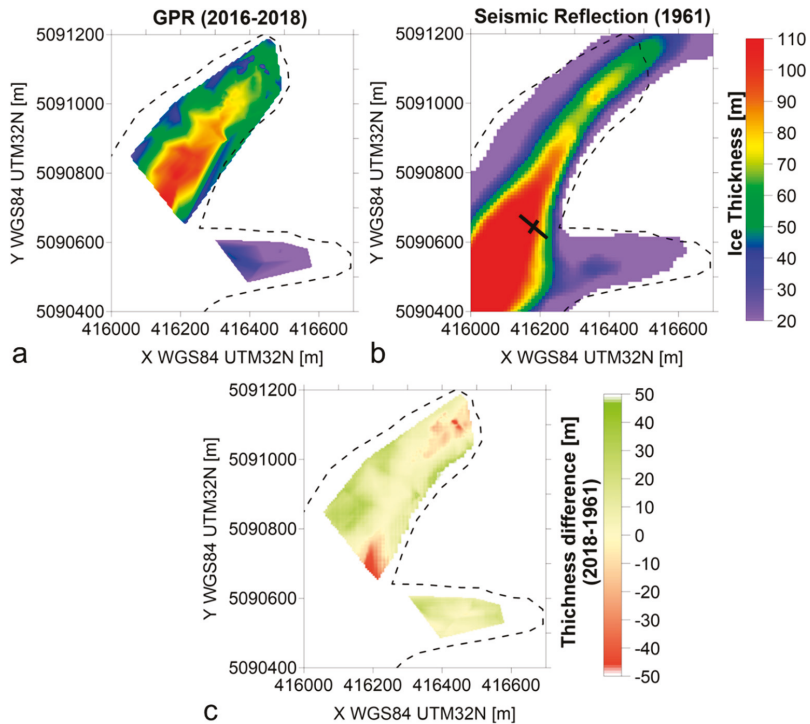 GPR (2016-2018)
Seismic Reflection (1961)
5091200
5091000
5090800
5090600
5090400
Y WGS84 UTM32N [m]
416000 416200 416400 416600
X WGS84 UTM32N [m]
a
5091200
5091000
5090800
5090600
5090400
Y WGS84 UTM32N [m]
416000 416200 416400 416600
X WGS84 UTM32N [m]
b
110
100
90
80
70
60
50
40
30
20
Ice Thickness [m]
5091200
5091000
5090800
5090600
5090400
Y WGS84 UTM32N [m]
416000 416200 416400 416600
X WGS84 UTM32N [m]
c
Thichness difference [m]
(2018-1961)
50
40
30
20
10
0
-10
-20
-30
-40
-50